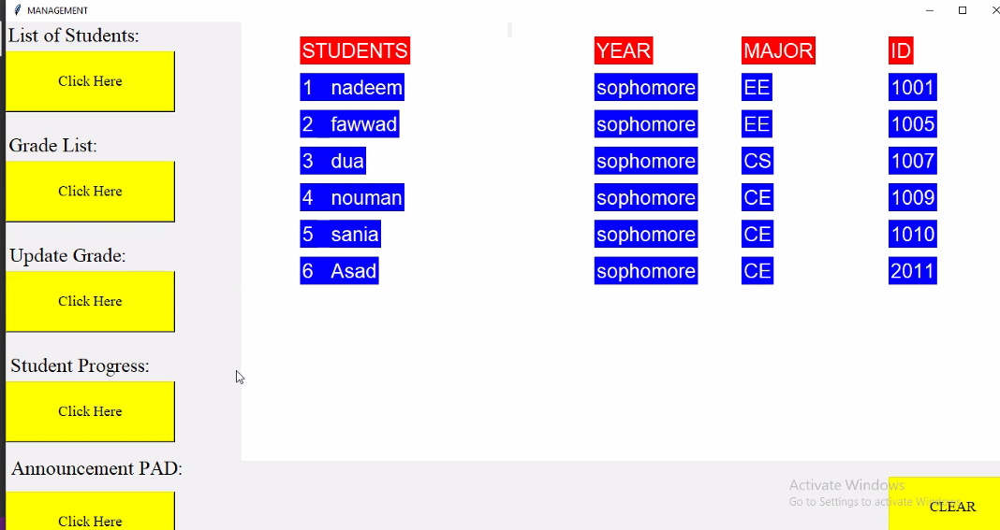 MANAGEMENT
List of Students:
Click Here
Grade List:
Click Here
Update Grade:
Click Here
Student Progress:
Click Here
Announcement PAD:
Click Here
STUDENTS YEAR MAJOR ID
1 nadeem sophomore EE 1001
2 fawwad sophomore EE 1005
3 dua sophomore CS 1007
4 nouman sophomore CE 1009
5 sania sophomore CE 1010
6 Asad sophomore CE 2011
Activate Windows
Go to Settings to activate Windows.
CLEAR